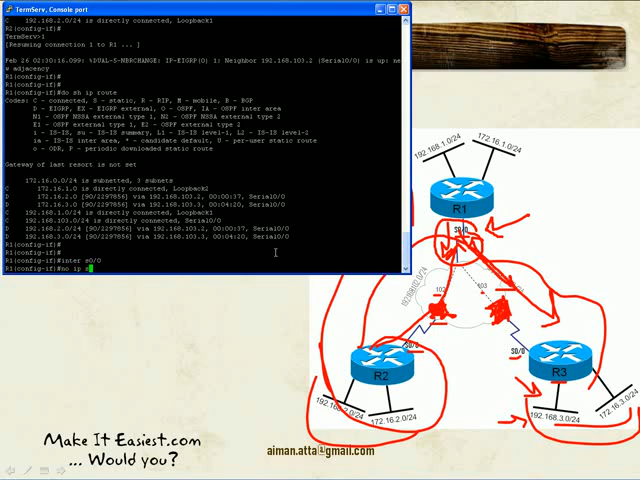 TermServ, Console port
C    192.168.2.0/24 is directly connected, Loopback1
R2(config-if)#
R2(config-if)#
TermServ>1
[Resuming connection 1 to R1 ... ]
Feb 26 02:30:16.099: %DUAL-5-NBRCHANGE: IP-EIGRP(0) 1: Neighbor 192.168.103.2 (Serial0/0) is up: new adjacency
R1(config-if)#
R1(config-if)#
R1(config-if)#do sh ip route
Codes: C - connected, S - static, R - RIP, M - mobile, B - BGP
D - EIGRP, EX - EIGRP external, O - OSPF, IA - OSPF inter area
N1 - OSPF NSSA external type 1, N2 - OSPF NSSA external type 2
E1 - OSPF external type 1, E2 - OSPF external type 2
i - IS-IS, su - IS-IS summary, L1 - IS-IS level-1, L2 - IS-IS level-2
ia - IS-IS inter area, * - candidate default, U - per-user static route
o - ODR, P - periodic downloaded static route
Gateway of last resort is not set
172.16.0.0/24 is subnetted, 3 subnets
C 172.16.1.0 is directly connected, Loopback2
D 172.16.2.0 [90/2297856] via 192.168.103.2, 00:00:37, Serial0/0
D 172.16.3.0 [90/2297856] via 192.168.103.3, 00:04:20, Serial0/0
C 192.168.1.0/24 is directly connected, Loopback1
C 192.168.103.0/24 is directly connected, Serial0/0
D 192.168.2.0/24 [90/2297856] via 192.168.103.2, 00:00:37, Serial0/0
D 192.168.3.0/24 [90/2297856] via 192.168.103.3, 00:04:20, Serial0/0
R1(config-if)#
R1(config-if)#
R1(config-if)#inter s0/0
R1(config-if)#no ip s
192.168.1.0/24
172.16.1.0/24
R1
S0/0
102
103
S0/0
S0/0
R2
R3
192.168.2.0/24
172.16.2.0/24
192.168.3.0/24
172.16.3.0/24
Make It Easiest.com
... Would you?
aiman.atta@gmail.com